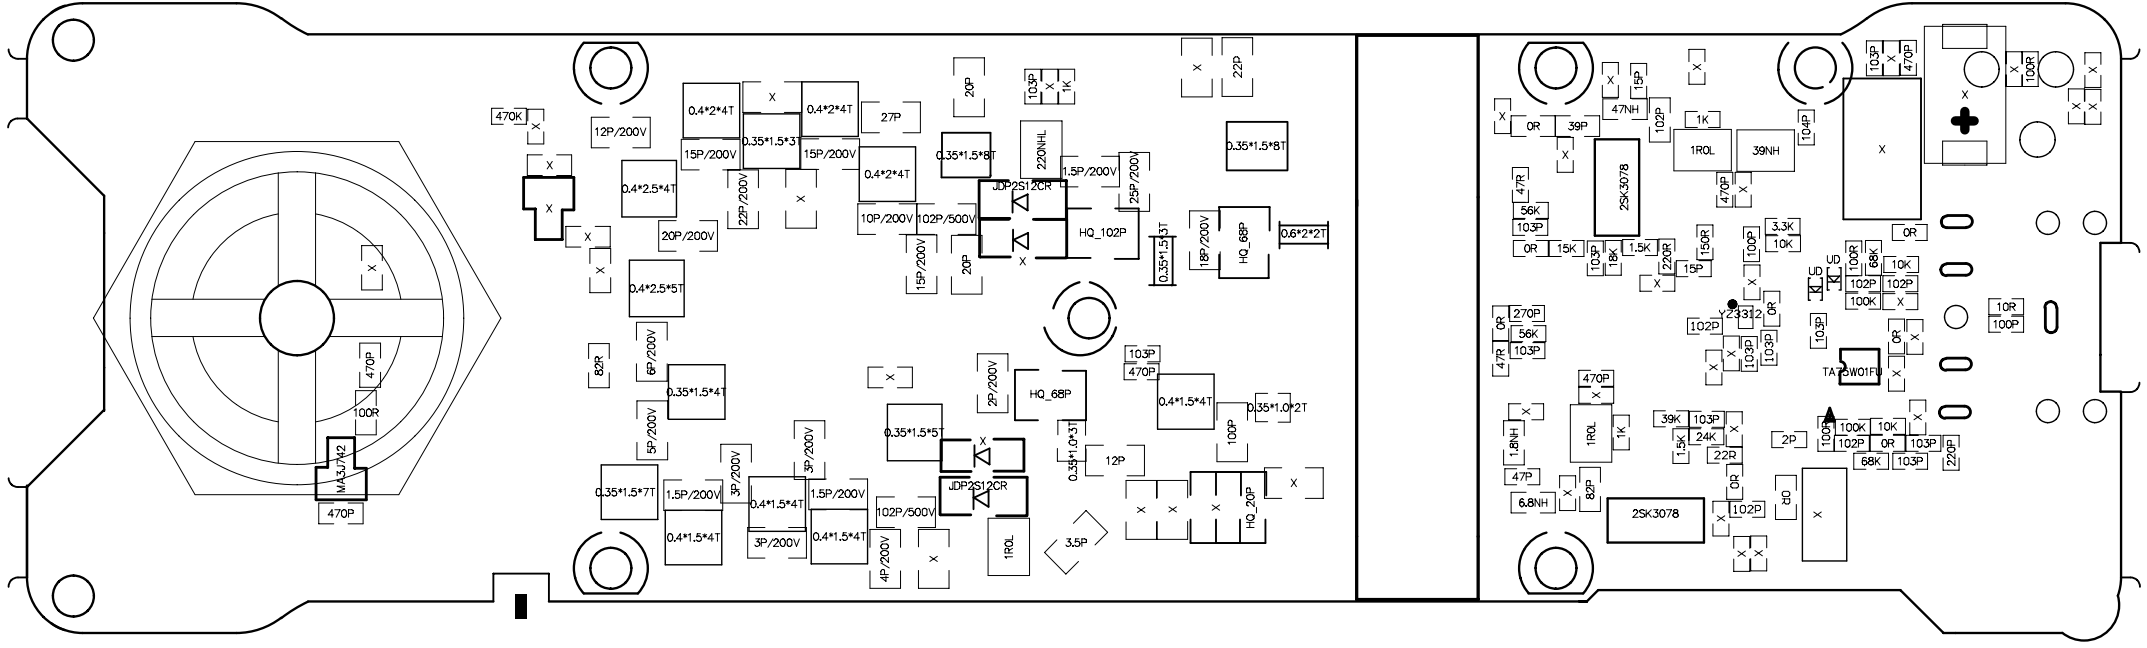 470K
X
X
X
X
X
X
470P
100R
MA3J742
470P
12P/200V
0.4*2*4T
X
0.4*2*4T
0.35*1.5*3T
15P/200V
15P/200V
27P
0.4*2.5*4T
22P/200V
X
0.4*2*4T
20P/200V
10P/200V
102P/500V
15P/200V
20P
0.4*2.5*5T
20P
103P
X
1K
0.35*1.5*8T
220NHL
1.5P/200V
25P/200V
JDP2S12CR
HQ_102P
X
X
22P
0.35*1.5*8T
0.35*1.5*3T
18P/200V
HQ_68P
0.6*2*2T
82R
6P/200V
0.35*1.5*4T
5P/200V
X
2P/200V
HQ_68P
103P
470P
0.4*1.5*4T
0.35*1.0*2T
100P
0.35*1.5*5T
X
0.35*1.0*3T
12P
3P/200V
3P/200V
0.35*1.5*7T
1.5P/200V
0.4*1.5*4T
1.5P/200V
102P/500V
JDP2S12CR
0.4*1.5*4T
3P/200V
0.4*1.5*4T
4P/200V
X
1R0L
3.5P
X
X
X
HQ_20P
X
X
15P
X
X
47NH
0R
39P
102P
1K
104P
X
1R0L
39NH
X
2SK3078
47R
470P
X
56K
103P
0R
15K
103P
18K
1.5K
220R
150R
100P
3.3K
10K
15P
X
X
103P
X
470P
X
100R
X
X
X
X
0R
UD
UD
100R
68K
10K
102P
102P
100K
X
10R
100P
YZ3312
0R
102P
103P
0R
X
X
X
103P
103P
TA75W01FU
X
0R
270P
56K
47R
103P
470P
X
X
1.8NH
1R0L
1K
39K
103P
X
1.5K
24K
22R
47P
82P
X
6.8NH
0R
2P
0R
102P
X
2SK3078
X
X
X
100P
100K
10K
X
102P
0R
103P
68K
103P
220P